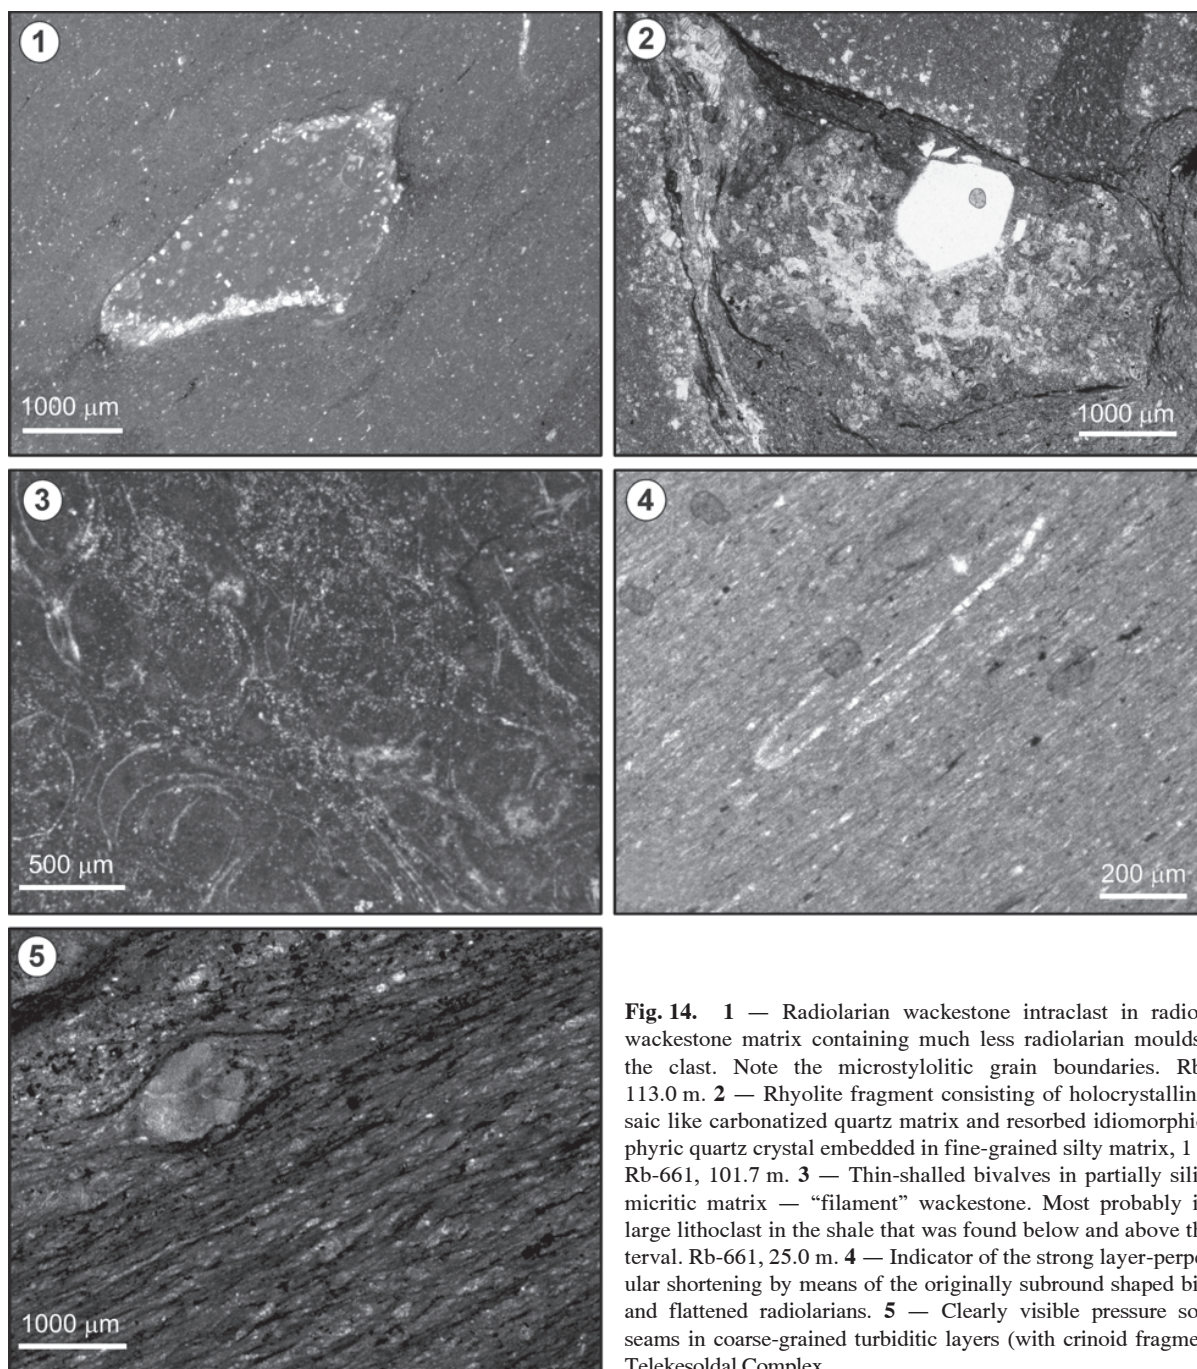 1
2
1000 μm
1000 μm
3
4
500 μm
200 μm
5
1000 μm
Fig. 14. 1 — Radiolarian wackestone intraclast in radio
wackestone matrix containing much less radiolarian moulds
the clast. Note the microstylolitic grain boundaries. Rb
113.0 m. 2 — Rhyolite fragment consisting of holocrystallin
saic like carbonatized quartz matrix and resorbed idiomorphi
phyric quartz crystal embedded in fine-grained silty matrix, 1
Rb-661, 101.7 m. 3 — Thin-shalled bivalves in partially sili
micritic matrix — “filament” wackestone. Most probably i
large lithoclast in the shale that was found below and above th
terval. Rb-661, 25.0 m. 4 — Indicator of the strong layer-perp
ular shortening by means of the originally subround shaped bi
and flattened radiolarians. 5 — Clearly visible pressure so
seams in coarse-grained turbiditic layers (with crinoid fragme
Telekesoldal Complex